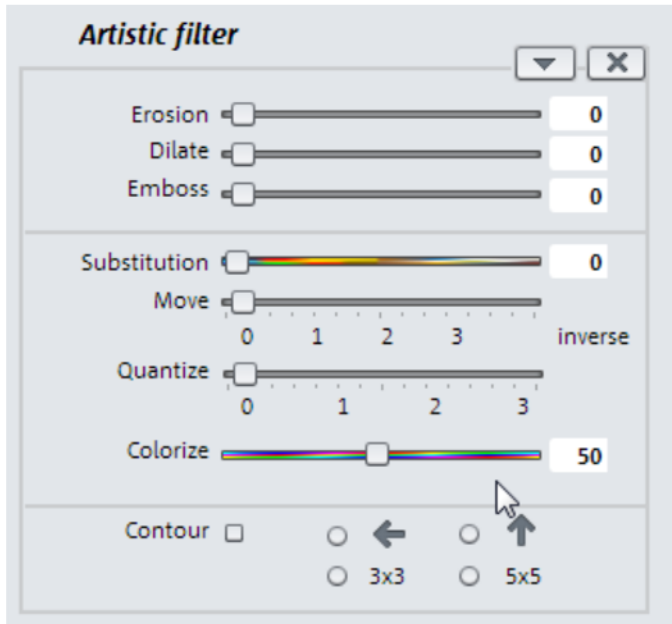 Artistic filter
Erosion 0
Dilate 0
Emboss 0
Substitution 0
Move
0 1 2 3 inverse
Quantize
0 1 2 3
Colorize 50
Contour
3x3 5x5